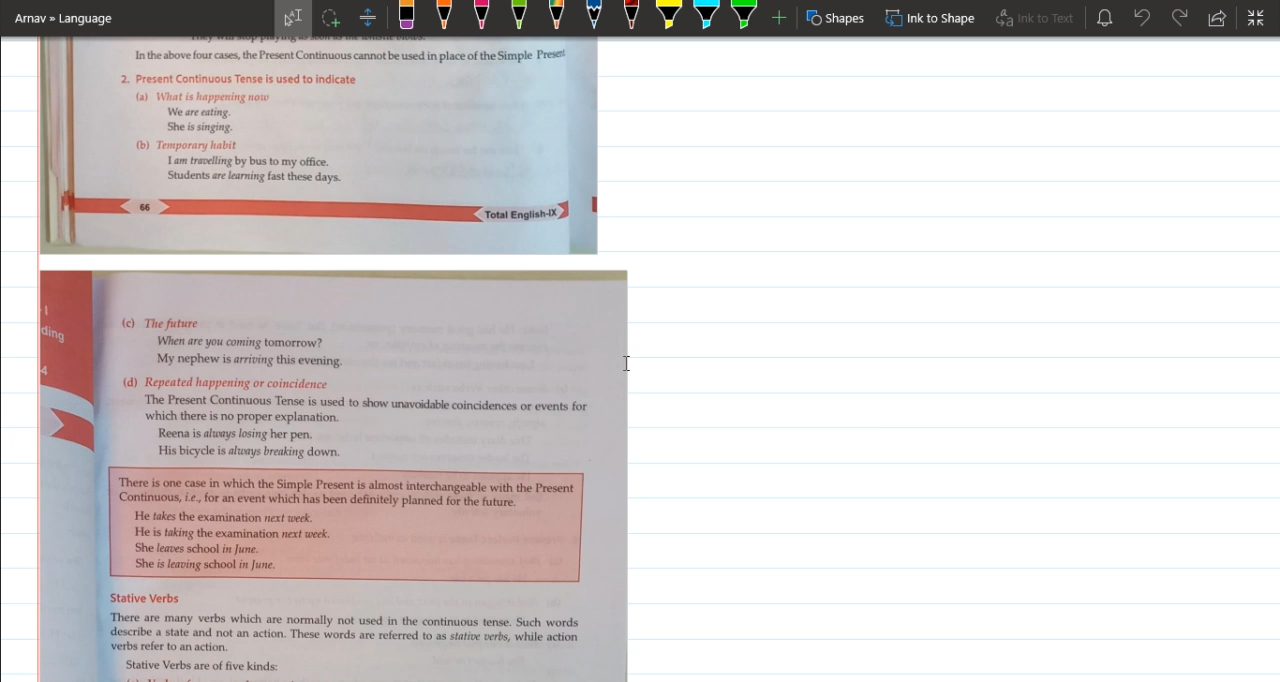 Arnav » Language
Shapes
Ink to Shape
Ink to Text
In the above four cases, the Present Continuous cannot be used in place of the Simple Present
2. Present Continuous Tense is used to indicate
(a) What is happening now
We are eating.
She is singing.
(b) Temporary habit
I am travelling by bus to my office.
Students are learning fast these days.
66
Total English-IX
1
ding
4
(c) The future
When are you coming tomorrow?
My nephew is arriving this evening.
(d) Repeated happening or coincidence
The Present Continuous Tense is used to show unavoidable coincidences or events for
which there is no proper explanation.
Reena is always losing her pen.
His bicycle is always breaking down.
There is one case in which the Simple Present is almost interchangeable with the Present
Continuous, i.e., for an event which has been definitely planned for the future.
He takes the examination next week.
He is taking the examination next week.
She leaves school in June.
She is leaving school in June.
Stative Verbs
There are many verbs which are normally not used in the continuous tense. Such words
describe a state and not an action. These words are referred to as stative verbs, while action
verbs refer to an action.
Stative Verbs are of five kinds: